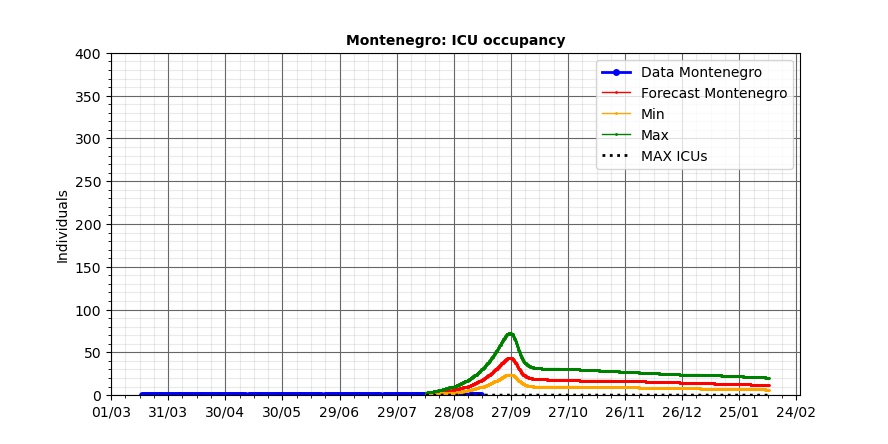 Montenegro: ICU occupancy
400
350
300
250
200
150
100
50
0
Individuals
Data Montenegro
Forecast Montenegro
Min
Max
MAX ICUs
01/03 31/03 30/04 30/05 29/06 29/07 28/08 27/09 27/10 26/11 26/12 25/01 24/02